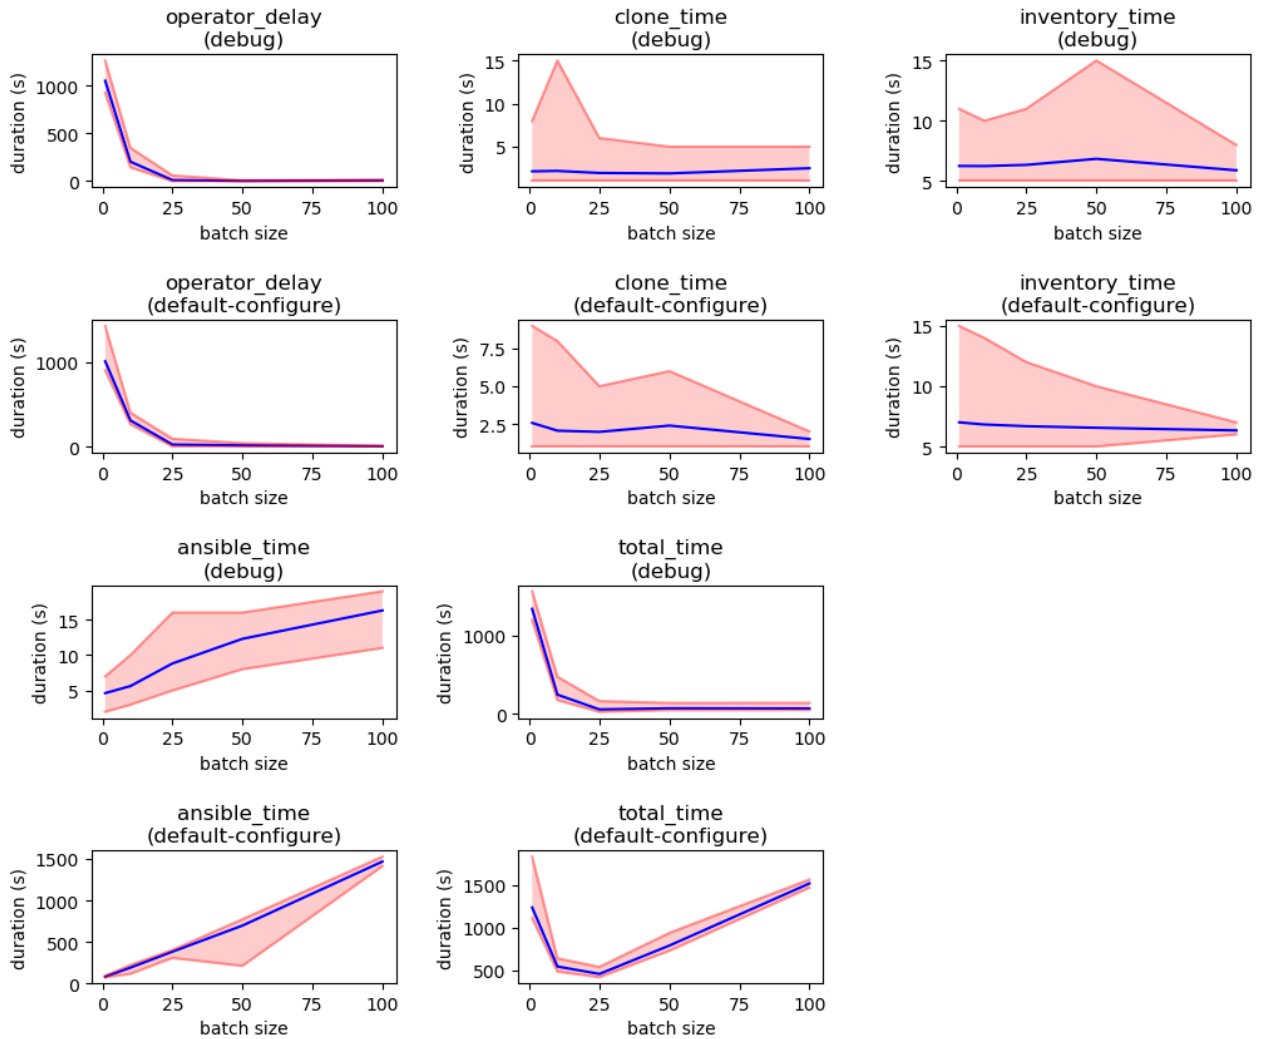 operator_delay
(debug)
1000
500
0
duration (s)
0 25 50 75 100
batch size
clone_time
(debug)
15
10
5
duration (s)
0 25 50 75 100
batch size
inventory_time
(debug)
15
10
5
duration (s)
0 25 50 75 100
batch size
operator_delay
(default-configure)
1000
0
duration (s)
0 25 50 75 100
batch size
clone_time
(default-configure)
7.5
5.0
2.5
duration (s)
0 25 50 75 100
batch size
inventory_time
(default-configure)
15
10
5
duration (s)
0 25 50 75 100
batch size
ansible_time
(debug)
15
10
5
duration (s)
0 25 50 75 100
batch size
total_time
(debug)
1000
0
duration (s)
0 25 50 75 100
batch size
ansible_time
(default-configure)
1500
1000
500
0
duration (s)
0 25 50 75 100
batch size
total_time
(default-configure)
1500
1000
500
duration (s)
0 25 50 75 100
batch size